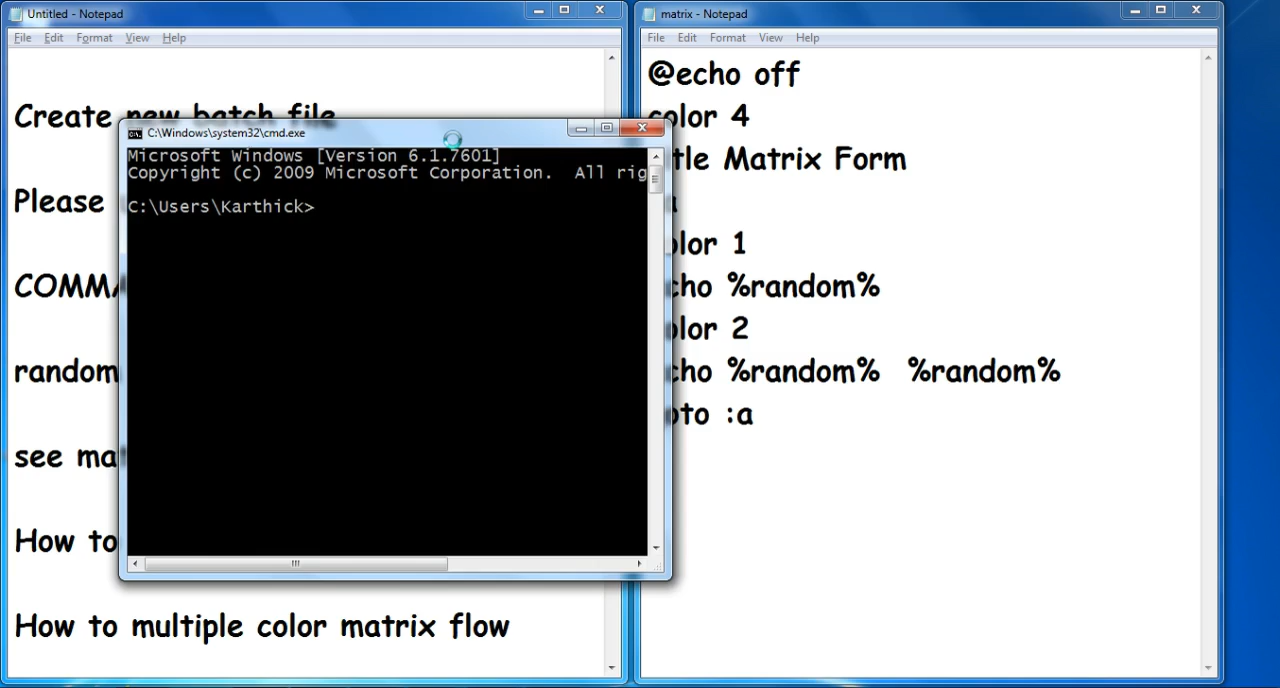 Untitled - Notepad
File Edit Format View Help
Create new batch file
Please
COMMA
random
see ma
How to
How to multiple color matrix flow
C:\Windows\system32\cmd.exe
Microsoft Windows [Version 6.1.7601]
Copyright (c) 2009 Microsoft Corporation. All rig
C:\Users\Karthick>
matrix - Notepad
File Edit Format View Help
@echo off
color 4
tle Matrix Form
a
olor 1
cho %random%
olor 2
cho %random% %random%
oto :a